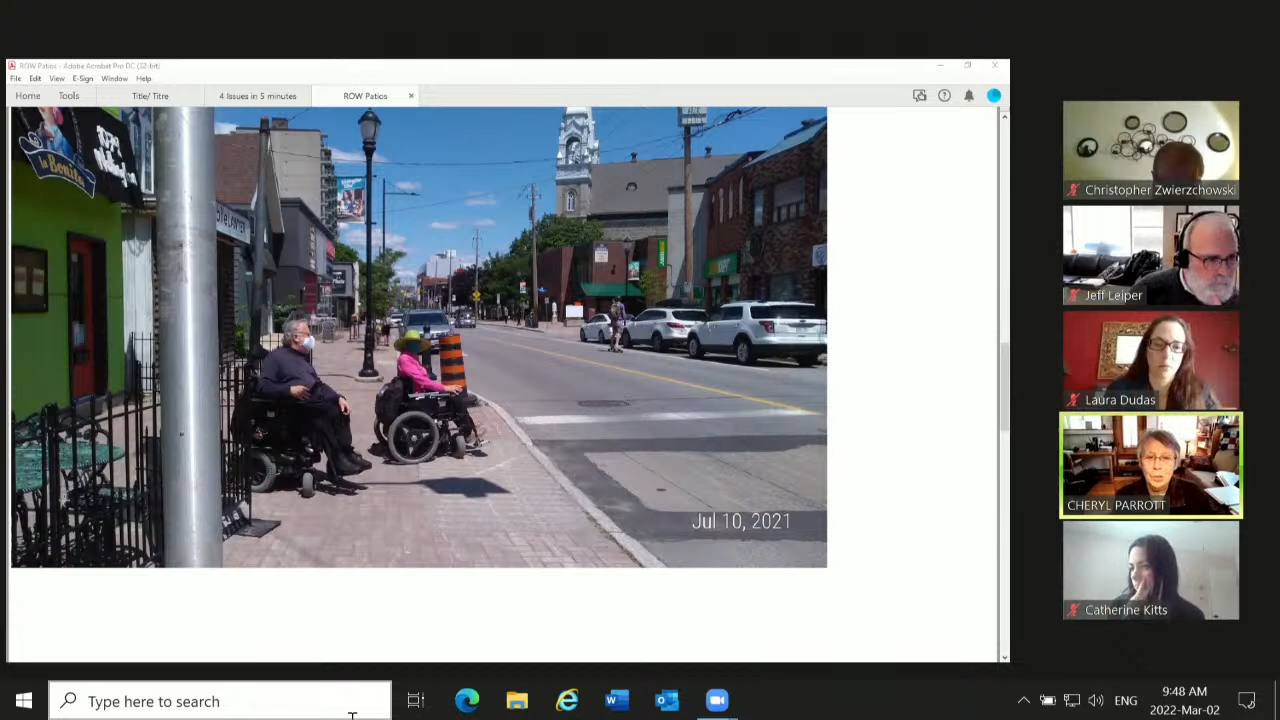 ROW Patios - Adobe Acrobat Pro DC (32-bit)
File Edit View E-Sign Window Help
Home Tools Title/ Titre 4 Issues in 5 minutes ROW Patios
la Bonita
Jul 10, 2021
Christopher Zwierzchowski
Jeff Leiper
Laura Dudas
CHERYL PARROTT
Catherine Kitts
Type here to search
ENG
9:48 AM
2022-Mar-02